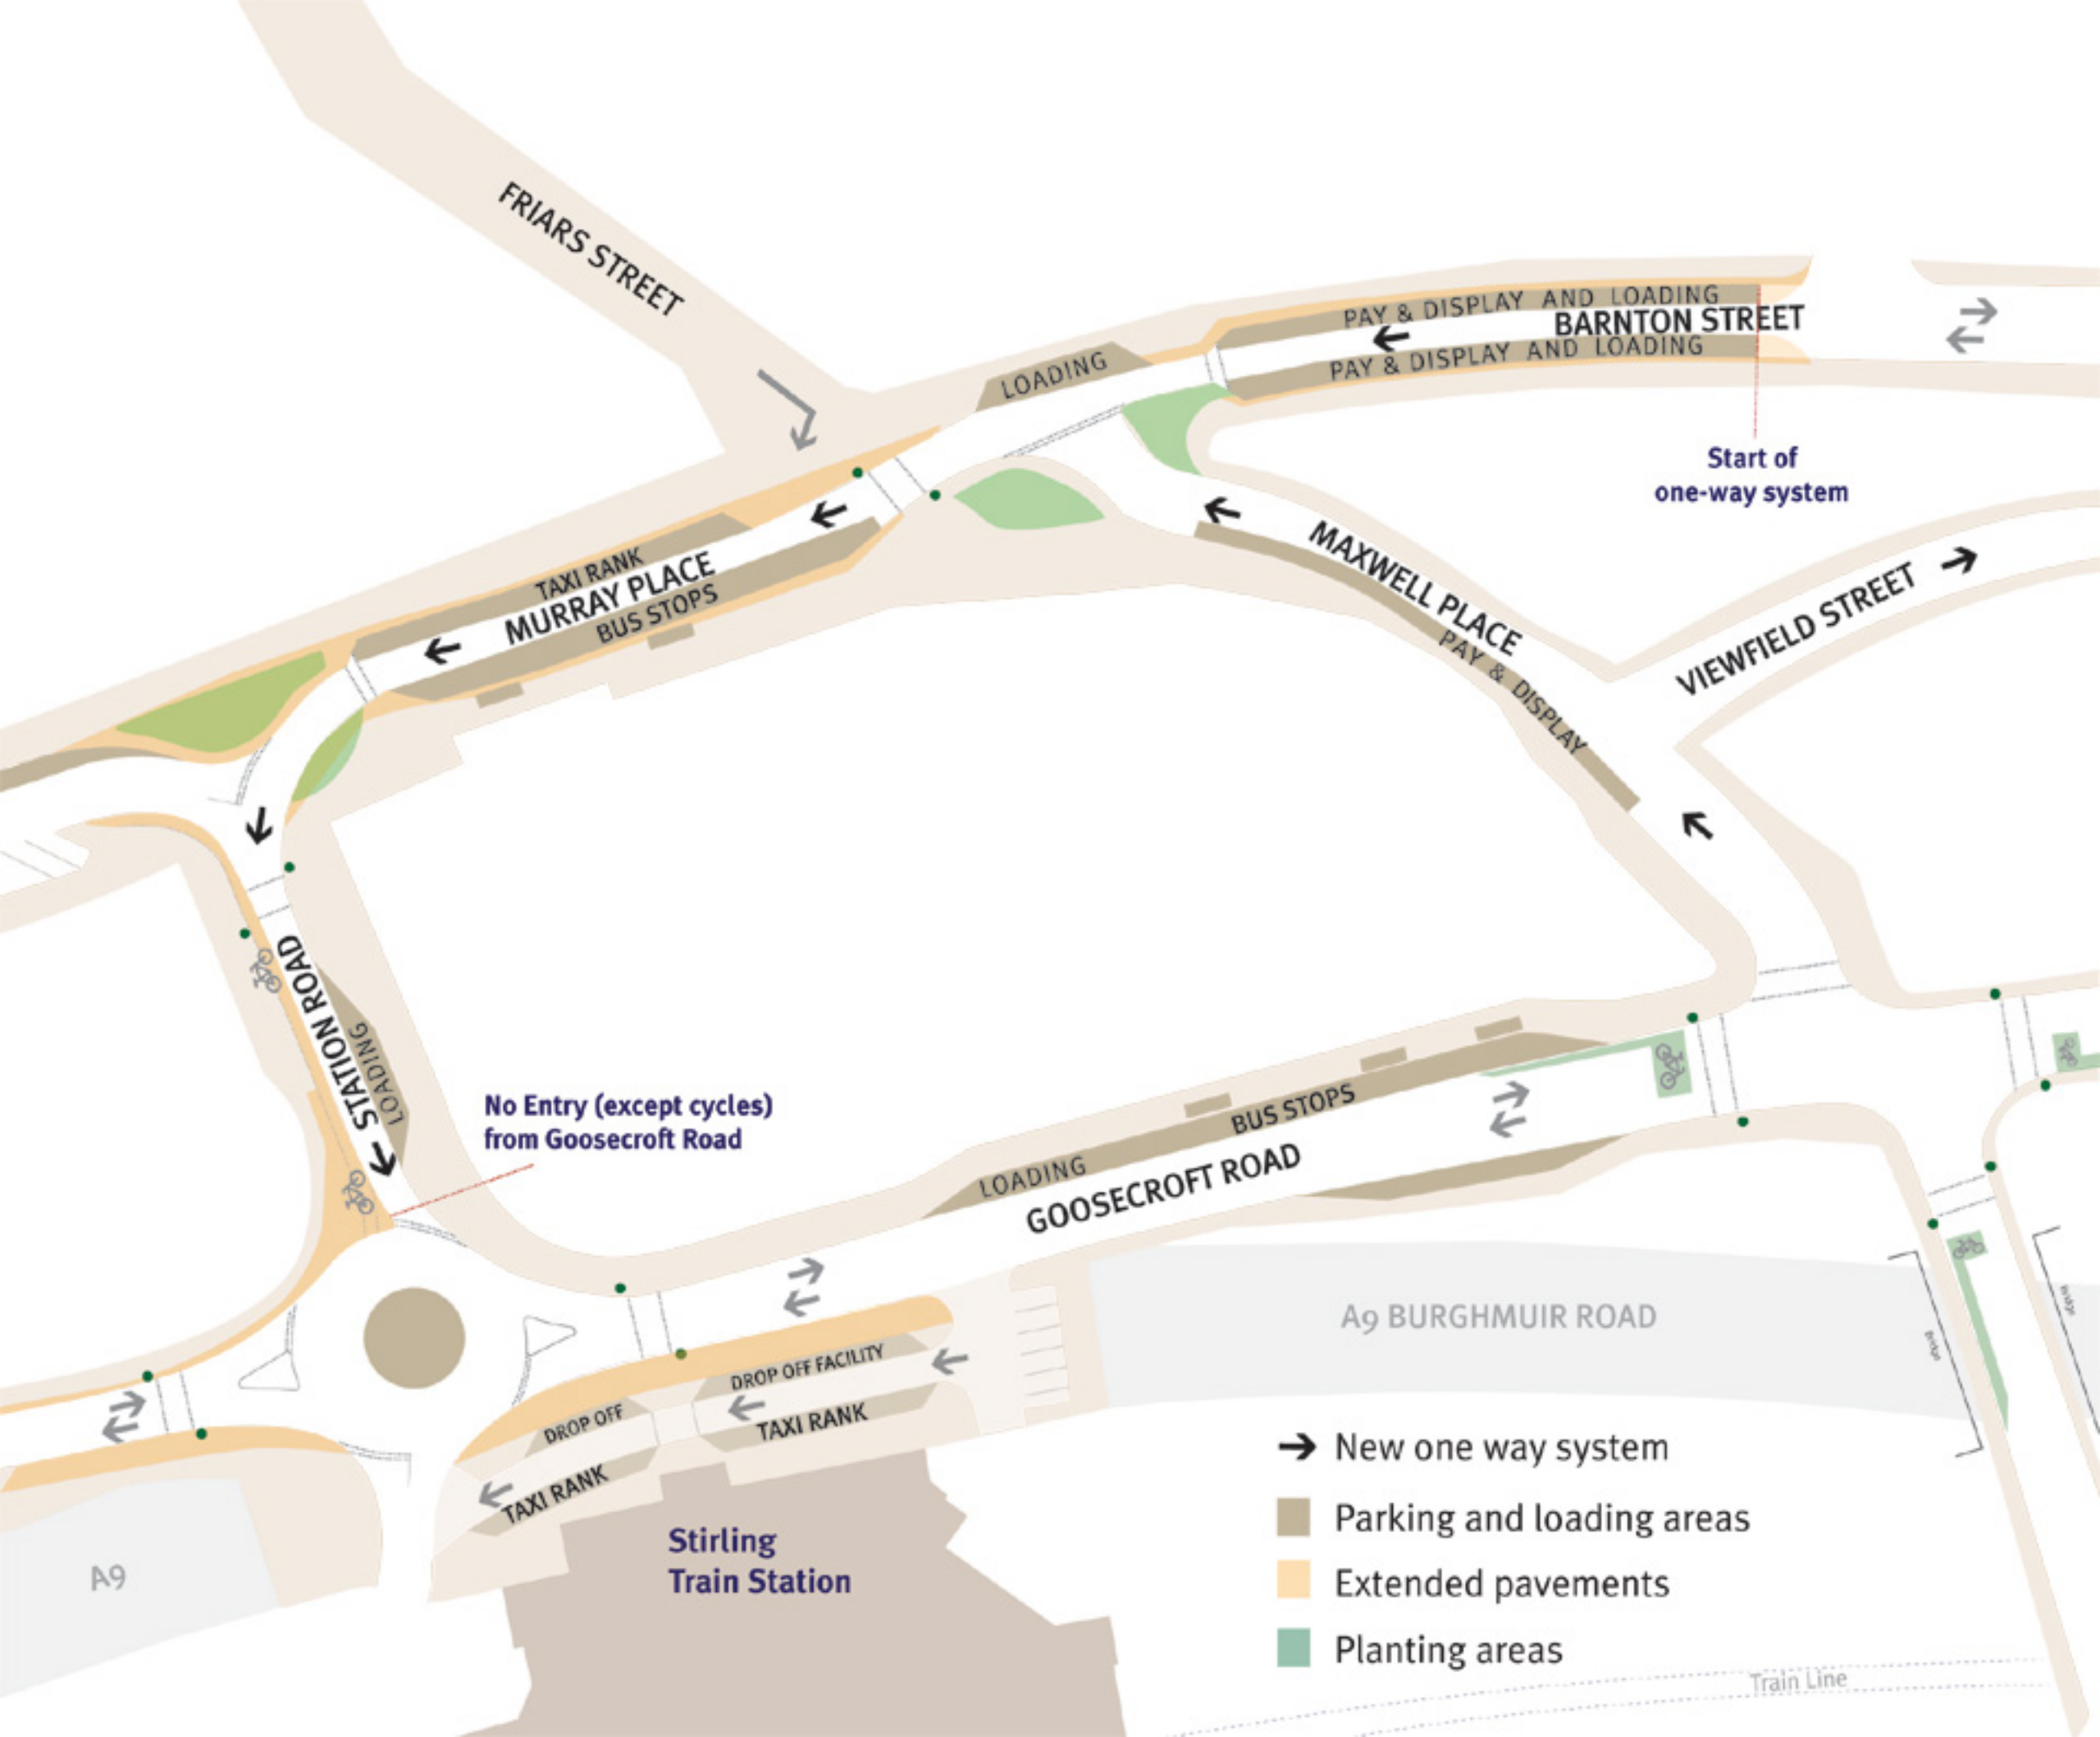 FRIARS STREET
PAY & DISPLAY AND LOADING
BARNTON STREET
PAY & DISPLAY AND LOADING
LOADING
Start of
one-way system
TAXI RANK
MURRAY PLACE
BUS STOPS
MAXWELL PLACE
PAY & DISPLAY
VIEWFIELD STREET
STATION ROAD
LOADING
No Entry (except cycles)
from Goosecroft Road
BUS STOPS
LOADING
GOOSECROFT ROAD
A9 BURGHMUIR ROAD
Bridge
Bridge
DROP OFF FACILITY
TAXI RANK
DROP OFF
TAXI RANK
Stirling
Train Station
A9
New one way system
Parking and loading areas
Extended pavements
Planting areas
Train Line